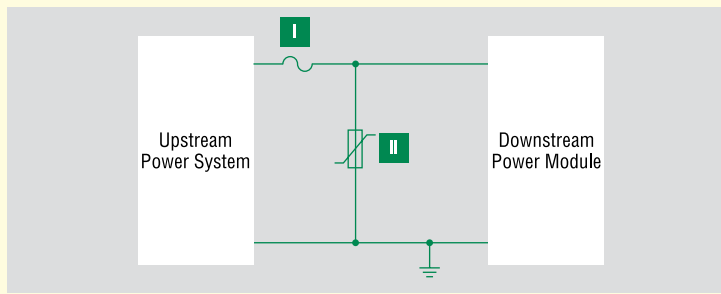 I
Upstream
Power System
II
Downstream
Power Module